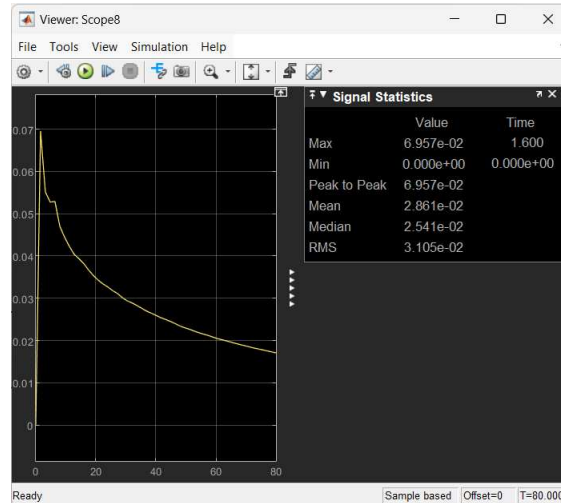 Viewer: Scope8
File Tools View Simulation Help
Signal Statistics
Value Time
Max 6.957e-02 1.600
Min 0.000e+00 0.000e+00
Peak to Peak 6.957e-02
Mean 2.861e-02
Median 2.541e-02
RMS 3.105e-02
0.07
0.06
0.05
0.04
0.03
0.02
0.01
0
0 20 40 60 80
Ready Sample based Offset=0 T=80.000